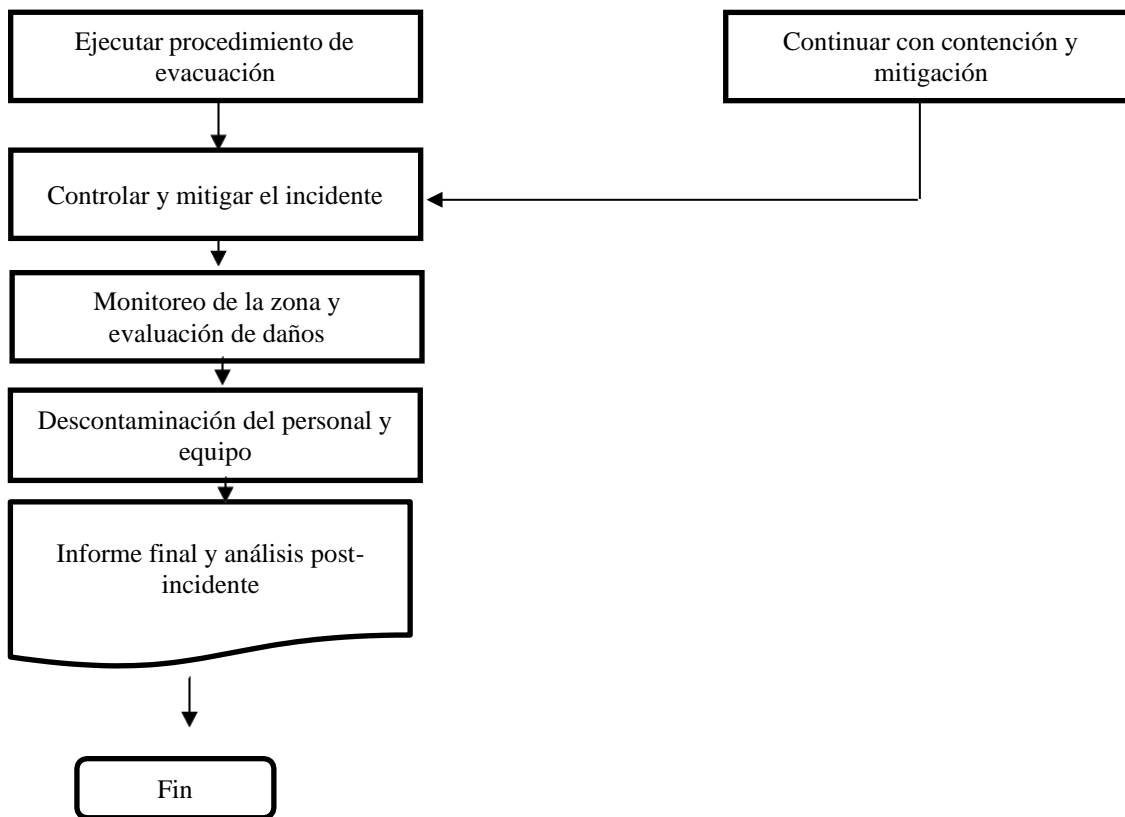 Ejecutar procedimiento de
evacuación
Continuar con contención y
mitigación
Controlar y mitigar el incidente
Monitoreo de la zona y
evaluación de daños
Descontaminación del personal y
equipo
Informe final y análisis post-
incidente
Fin